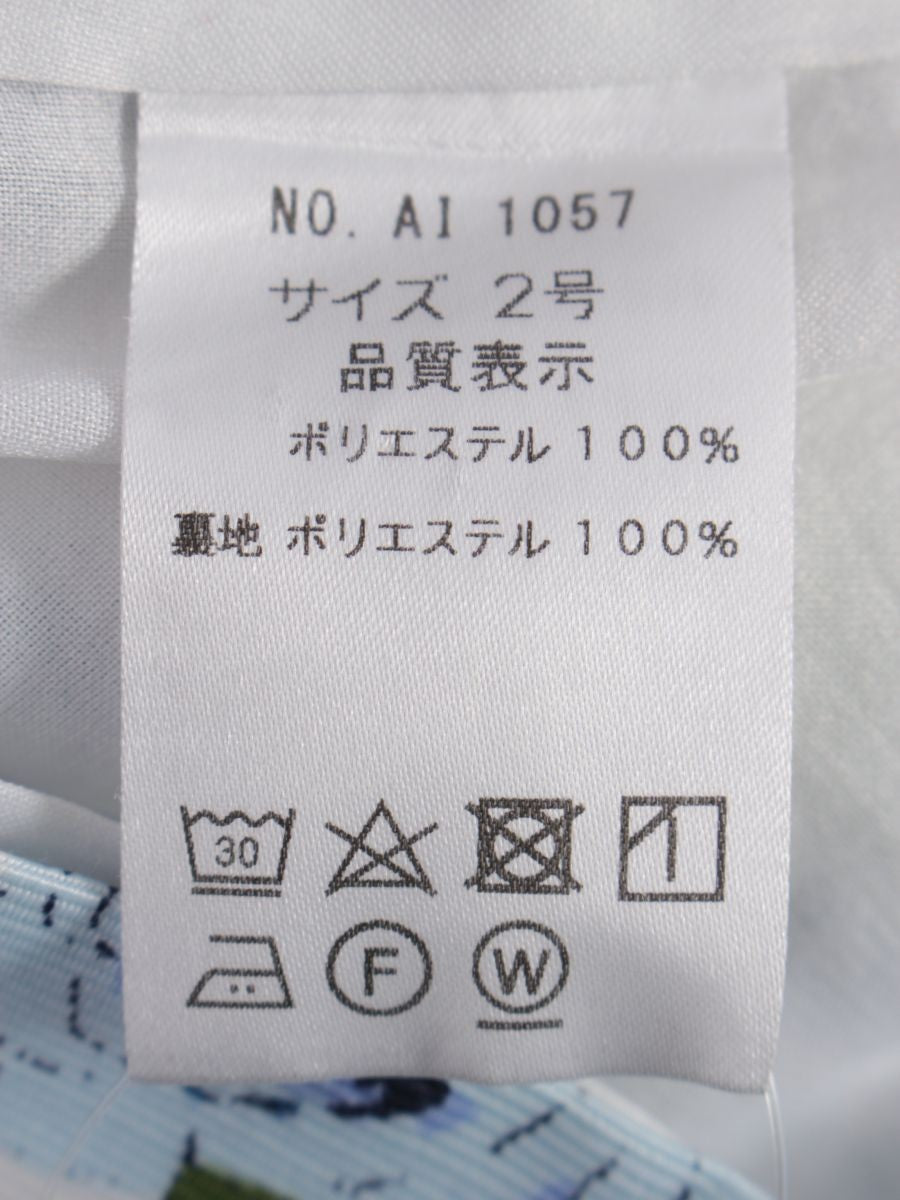 NO. AI 1057
サイズ 2号
品質表示
ポリエステル 100%
裏地 ポリエステル 100%
30
F W